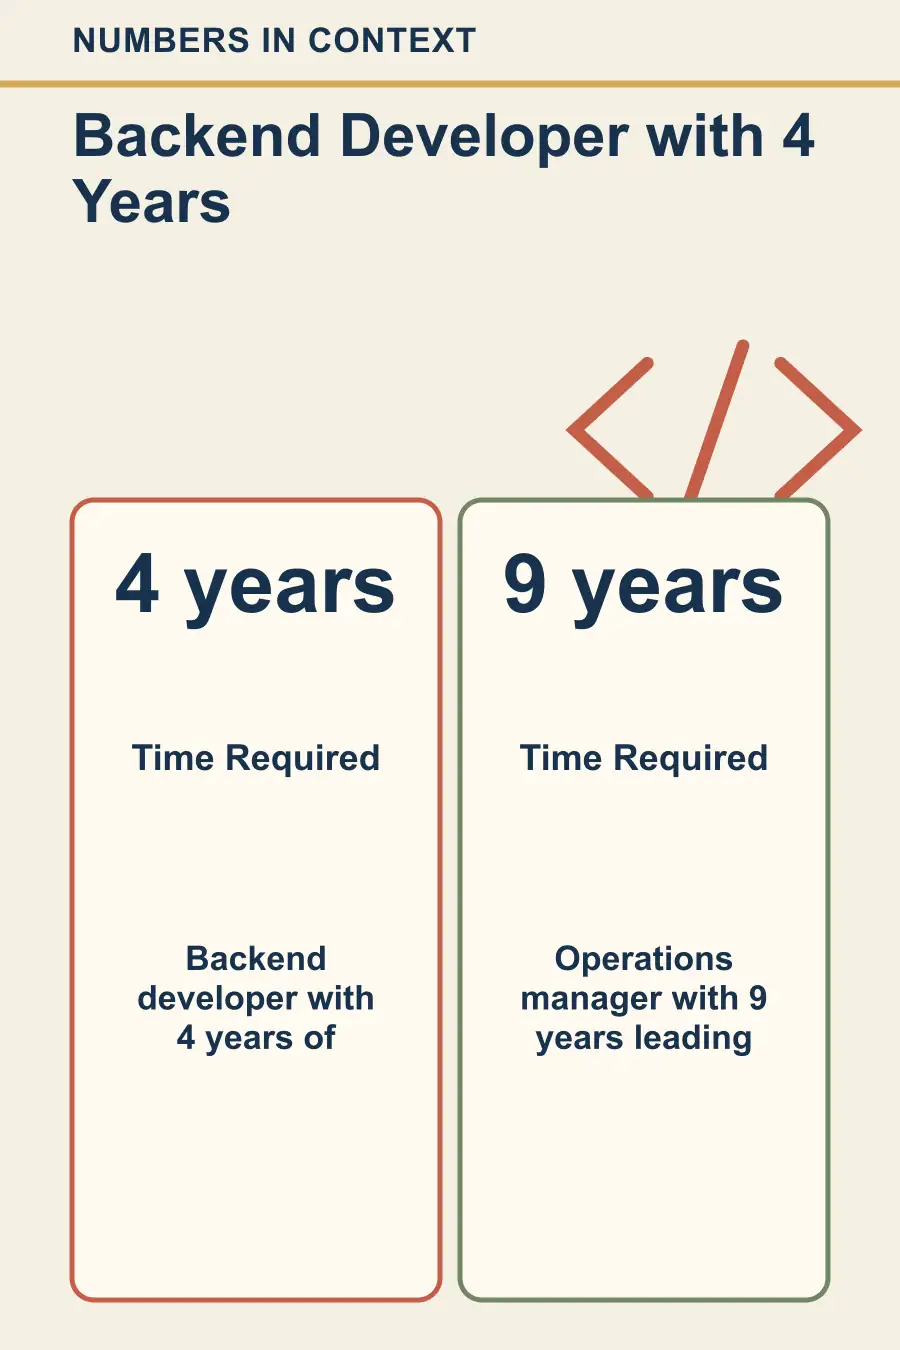 NUMBERS IN CONTEXT
Backend Developer with 4
Years
4 years
Time Required
Backend
developer with
4 years of
9 years
Time Required
Operations
manager with 9
years leading